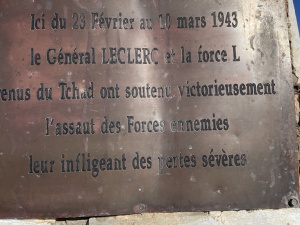 Ici du 23 Février au 10 mars 1943
le Général LECLERC et la force L
venus du Tchad ont soutenu victorieusement
l'assaut des Forces ennemies
leur infligeant des pertes sévères